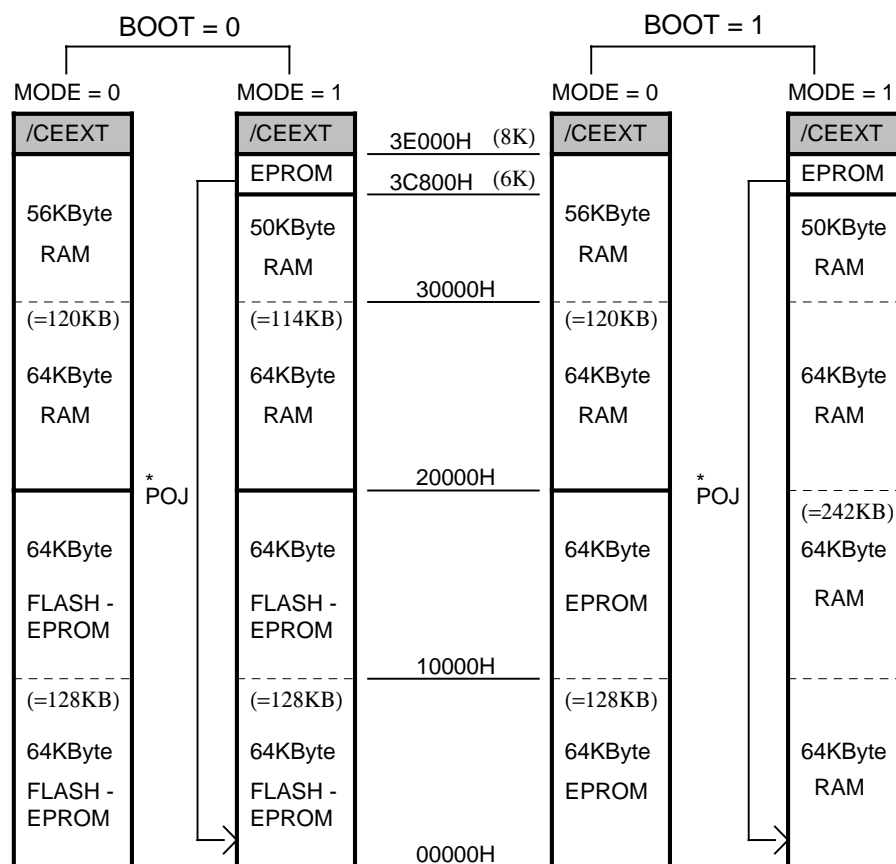 BOOT = 0
BOOT = 1
MODE = 0
MODE = 1
MODE = 0
MODE = 1
/CEEXT
/CEEXT
3E000H (8K)
/CEEXT
/CEEXT
EPROM
3C800H (6K)
EPROM
56KByte
RAM
50KByte
RAM
56KByte
RAM
50KByte
RAM
30000H
(=120KB)
(=114KB)
(=120KB)
64KByte
RAM
64KByte
RAM
64KByte
RAM
64KByte
RAM
*
POJ
20000H
*
POJ
(=242KB)
64KByte
FLASH -
EPROM
64KByte
FLASH -
EPROM
64KByte
EPROM
64KByte
RAM
10000H
(=128KB)
(=128KB)
(=128KB)
64KByte
FLASH -
EPROM
64KByte
FLASH -
EPROM
64KByte
EPROM
64KByte
RAM
00000H